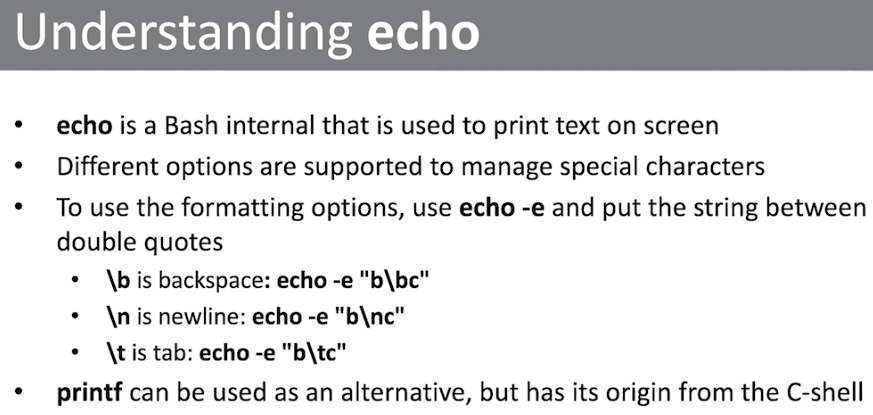 Understanding echo
• echo is a Bash internal that is used to print text on screen
• Different options are supported to manage special characters
• To use the formatting options, use echo -e and put the string between
double quotes
• \b is backspace: echo -e "b\bc"
• \n is newline: echo -e "b\nc"
• \t is tab: echo -e "b\tc"
• printf can be used as an alternative, but has its origin from the C-shell